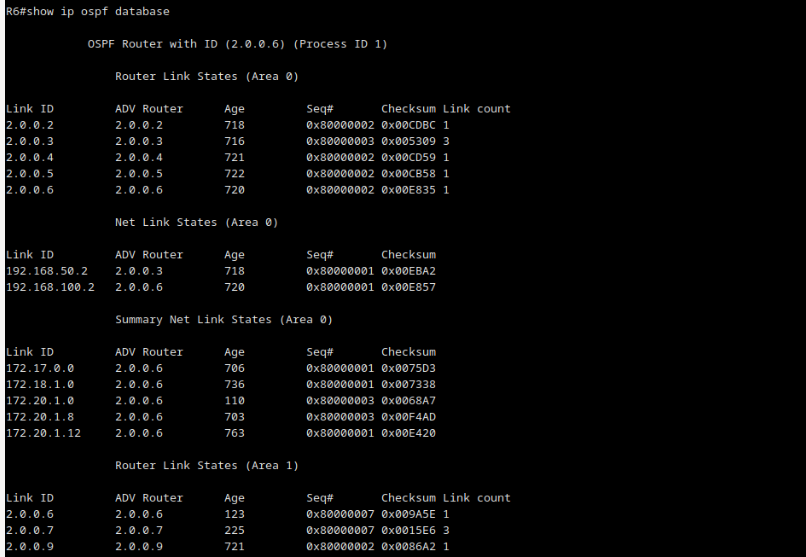 R6#show ip ospf database
OSPF Router with ID (2.0.0.6) (Process ID 1)
Router Link States (Area 0)
Link ID ADV Router Age Seq# Checksum Link count
2.0.0.2 2.0.0.2 718 0x80000002 0x00CDBC 1
2.0.0.3 2.0.0.3 716 0x80000003 0x005309 3
2.0.0.4 2.0.0.4 721 0x80000002 0x00CD59 1
2.0.0.5 2.0.0.5 722 0x80000002 0x00CB58 1
2.0.0.6 2.0.0.6 720 0x80000002 0x00E835 1
Net Link States (Area 0)
Link ID ADV Router Age Seq# Checksum
192.168.50.2 2.0.0.3 718 0x80000001 0x00EBA2
192.168.100.2 2.0.0.6 720 0x80000001 0x00E857
Summary Net Link States (Area 0)
Link ID ADV Router Age Seq# Checksum
172.17.0.0 2.0.0.6 706 0x80000001 0x0075D3
172.18.1.0 2.0.0.6 736 0x80000001 0x007338
172.20.1.0 2.0.0.6 110 0x80000003 0x0068A7
172.20.1.8 2.0.0.6 703 0x80000003 0x00F4AD
172.20.1.12 2.0.0.6 763 0x80000001 0x00E420
Router Link States (Area 1)
Link ID ADV Router Age Seq# Checksum Link count
2.0.0.6 2.0.0.6 123 0x80000007 0x009A5E 1
2.0.0.7 2.0.0.7 225 0x80000007 0x0015E6 3
2.0.0.9 2.0.0.9 721 0x80000002 0x0086A2 1